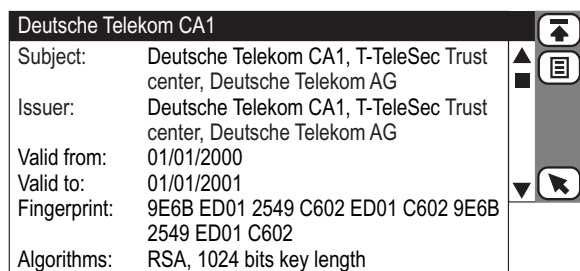 Deutsche Telekom CA1
Subject: Deutsche Telekom CA1, T-TeleSec Trust
center, Deutsche Telekom AG
Issuer: Deutsche Telekom CA1, T-TeleSec Trust
center, Deutsche Telekom AG
Valid from: 01/01/2000
Valid to: 01/01/2001
Fingerprint: 9E6B ED01 2549 C602 ED01 C602 9E6B
2549 ED01 C602
Algorithms: RSA, 1024 bits key length